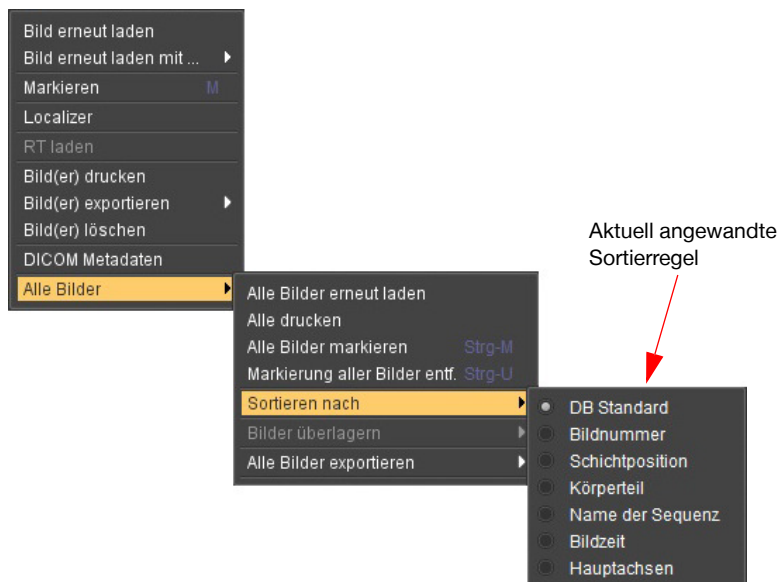 Bild erneut laden
Bild erneut laden mit ...
Markieren M
Localizer
RT laden
Bild(er) drucken
Bild(er) exportieren
Bild(er) löschen
DICOM Metadaten
Alle Bilder
Alle Bilder erneut laden
Alle drucken
Alle Bilder markieren Strg-M
Markierung aller Bilder entf. Strg-U
Sortieren nach
Bilder überlagern
Alle Bilder exportieren
Aktuell angewandte
Sortierregel
DB Standard
Bildnummer
Schichtposition
Körperteil
Name der Sequenz
Bildzeit
Hauptachsen